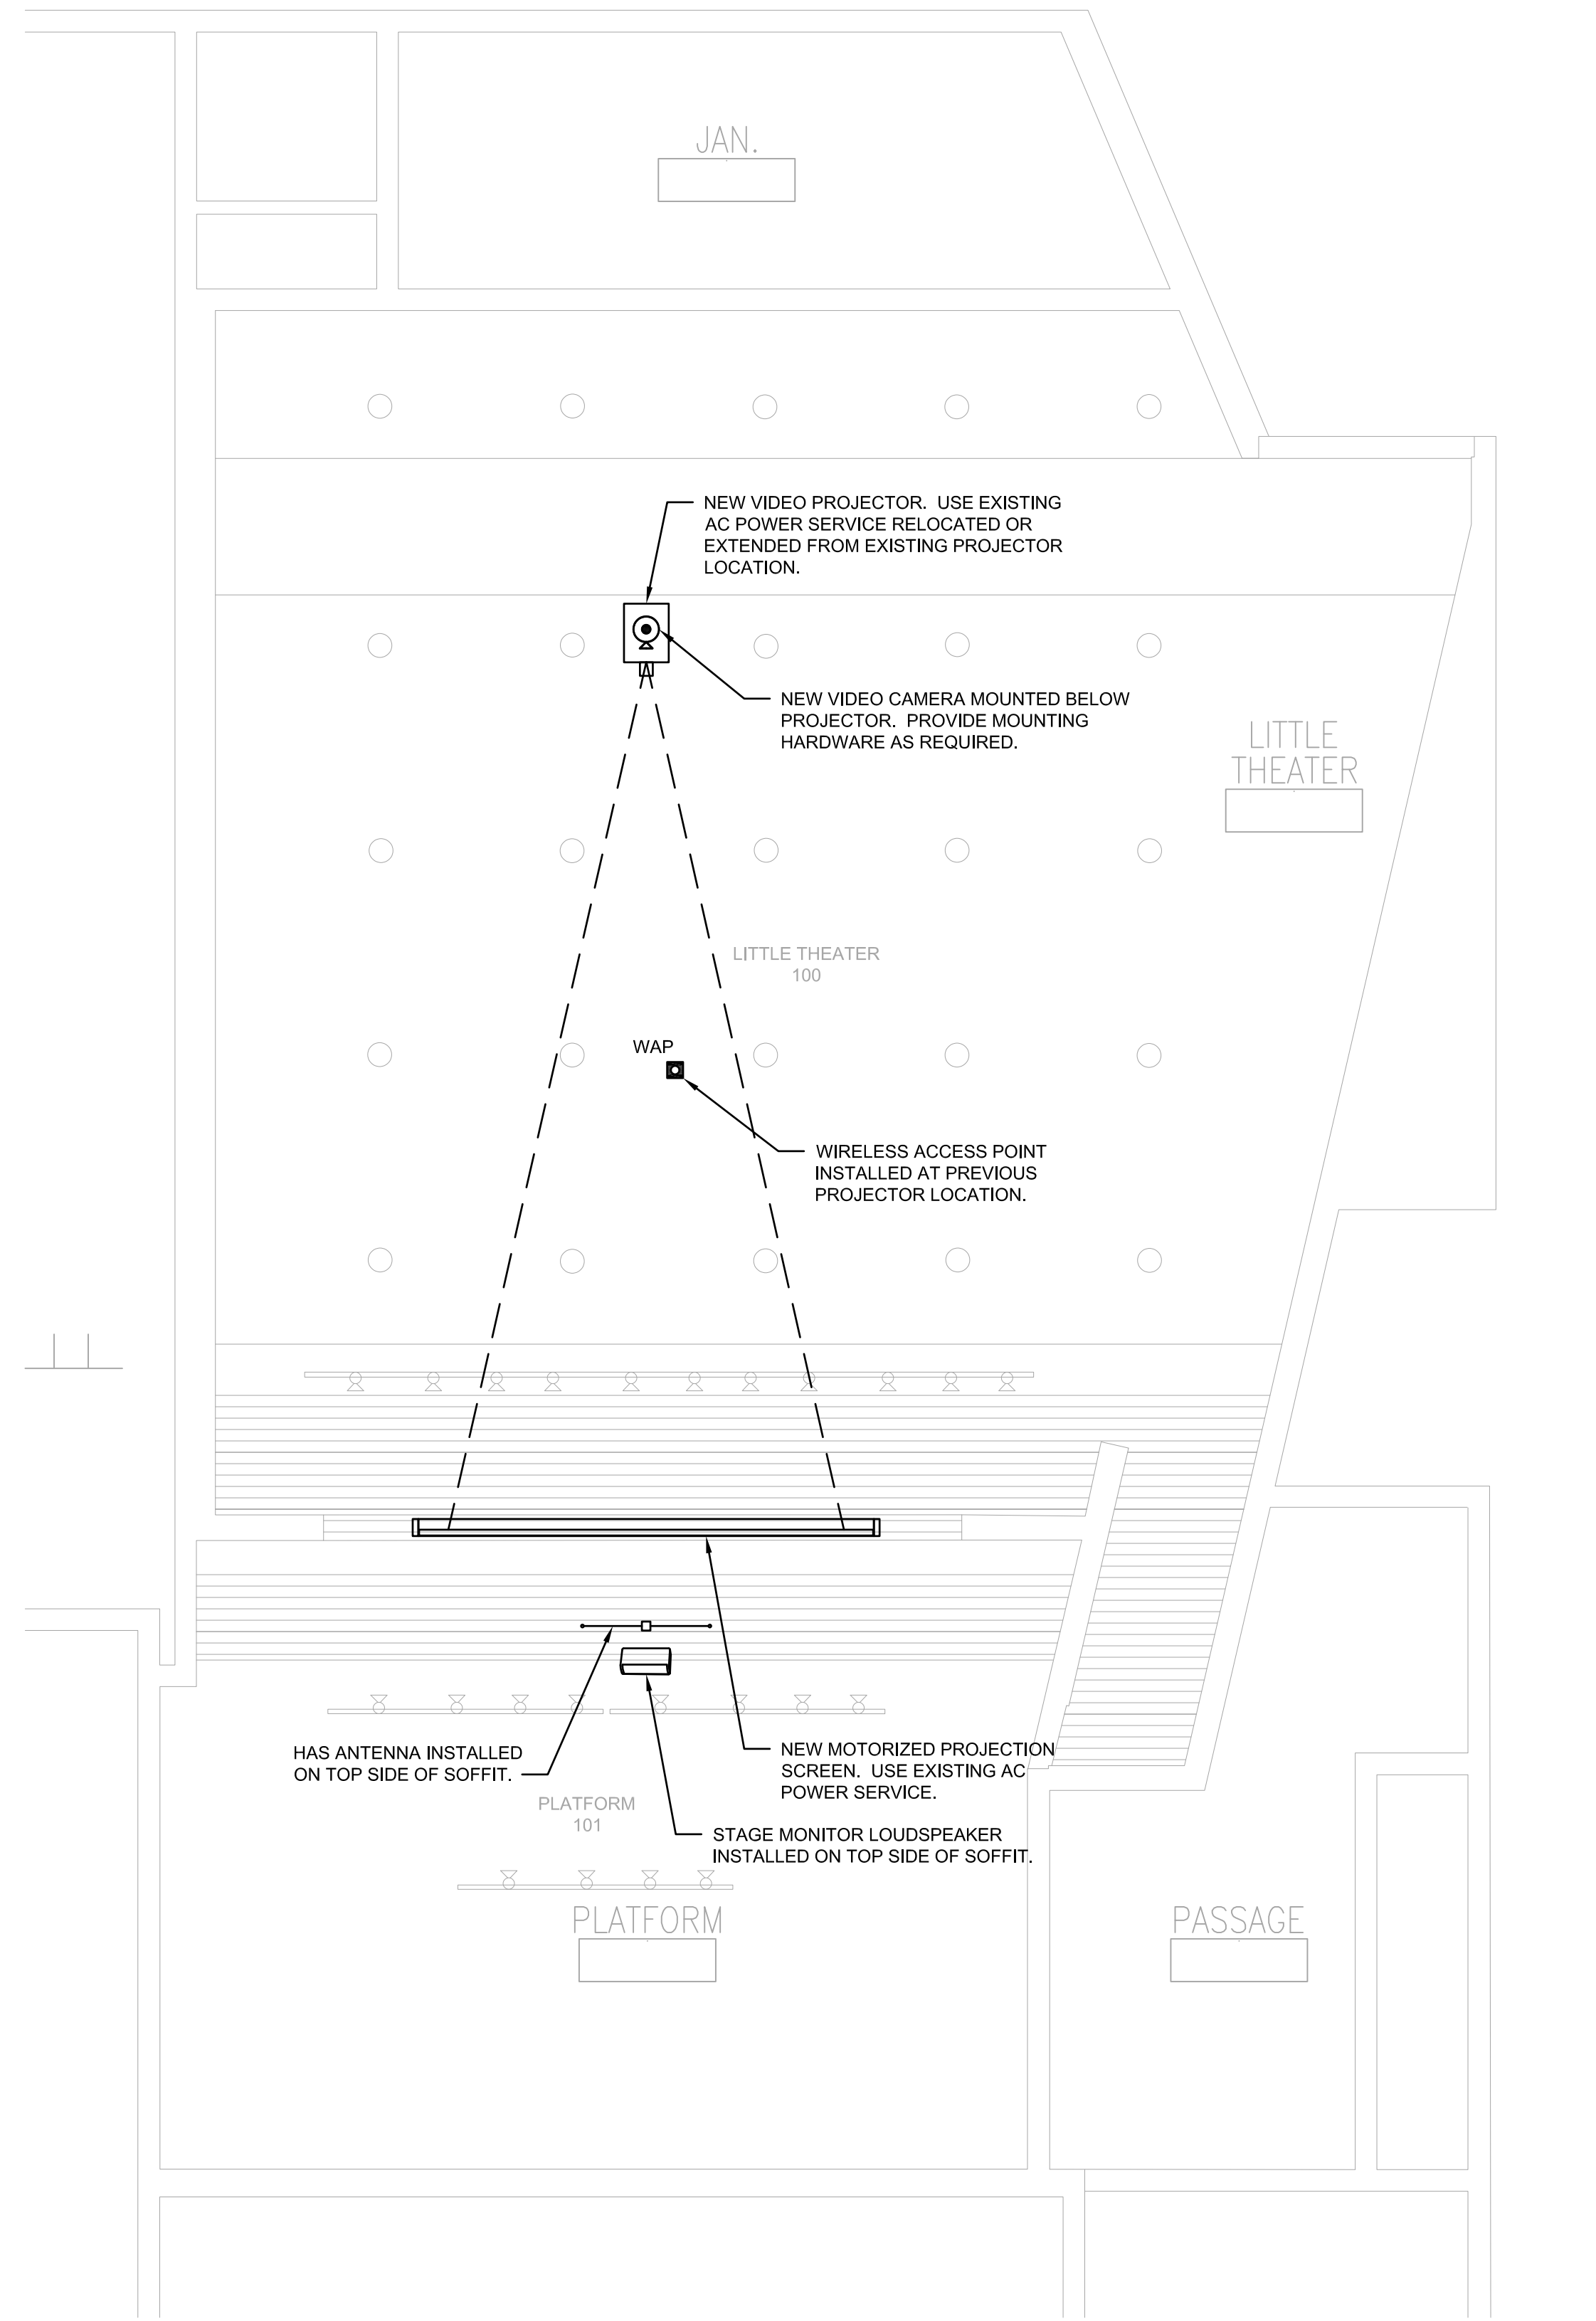 JAN.
NEW VIDEO PROJECTOR. USE EXISTING
AC POWER SERVICE RELOCATED OR
EXTENDED FROM EXISTING PROJECTOR
LOCATION.
NEW VIDEO CAMERA MOUNTED BELOW
PROJECTOR. PROVIDE MOUNTING
HARDWARE AS REQUIRED.
LITTLE
THEATER
LITTLE THEATER
100
WAP
WIRELESS ACCESS POINT
INSTALLED AT PREVIOUS
PROJECTOR LOCATION.
HAS ANTENNA INSTALLED
ON TOP SIDE OF SOFFIT.
NEW MOTORIZED PROJECTION
SCREEN. USE EXISTING AC
POWER SERVICE.
PLATFORM
101
STAGE MONITOR LOUDSPEAKER
INSTALLED ON TOP SIDE OF SOFFIT.
PLATFORM
PASSAGE